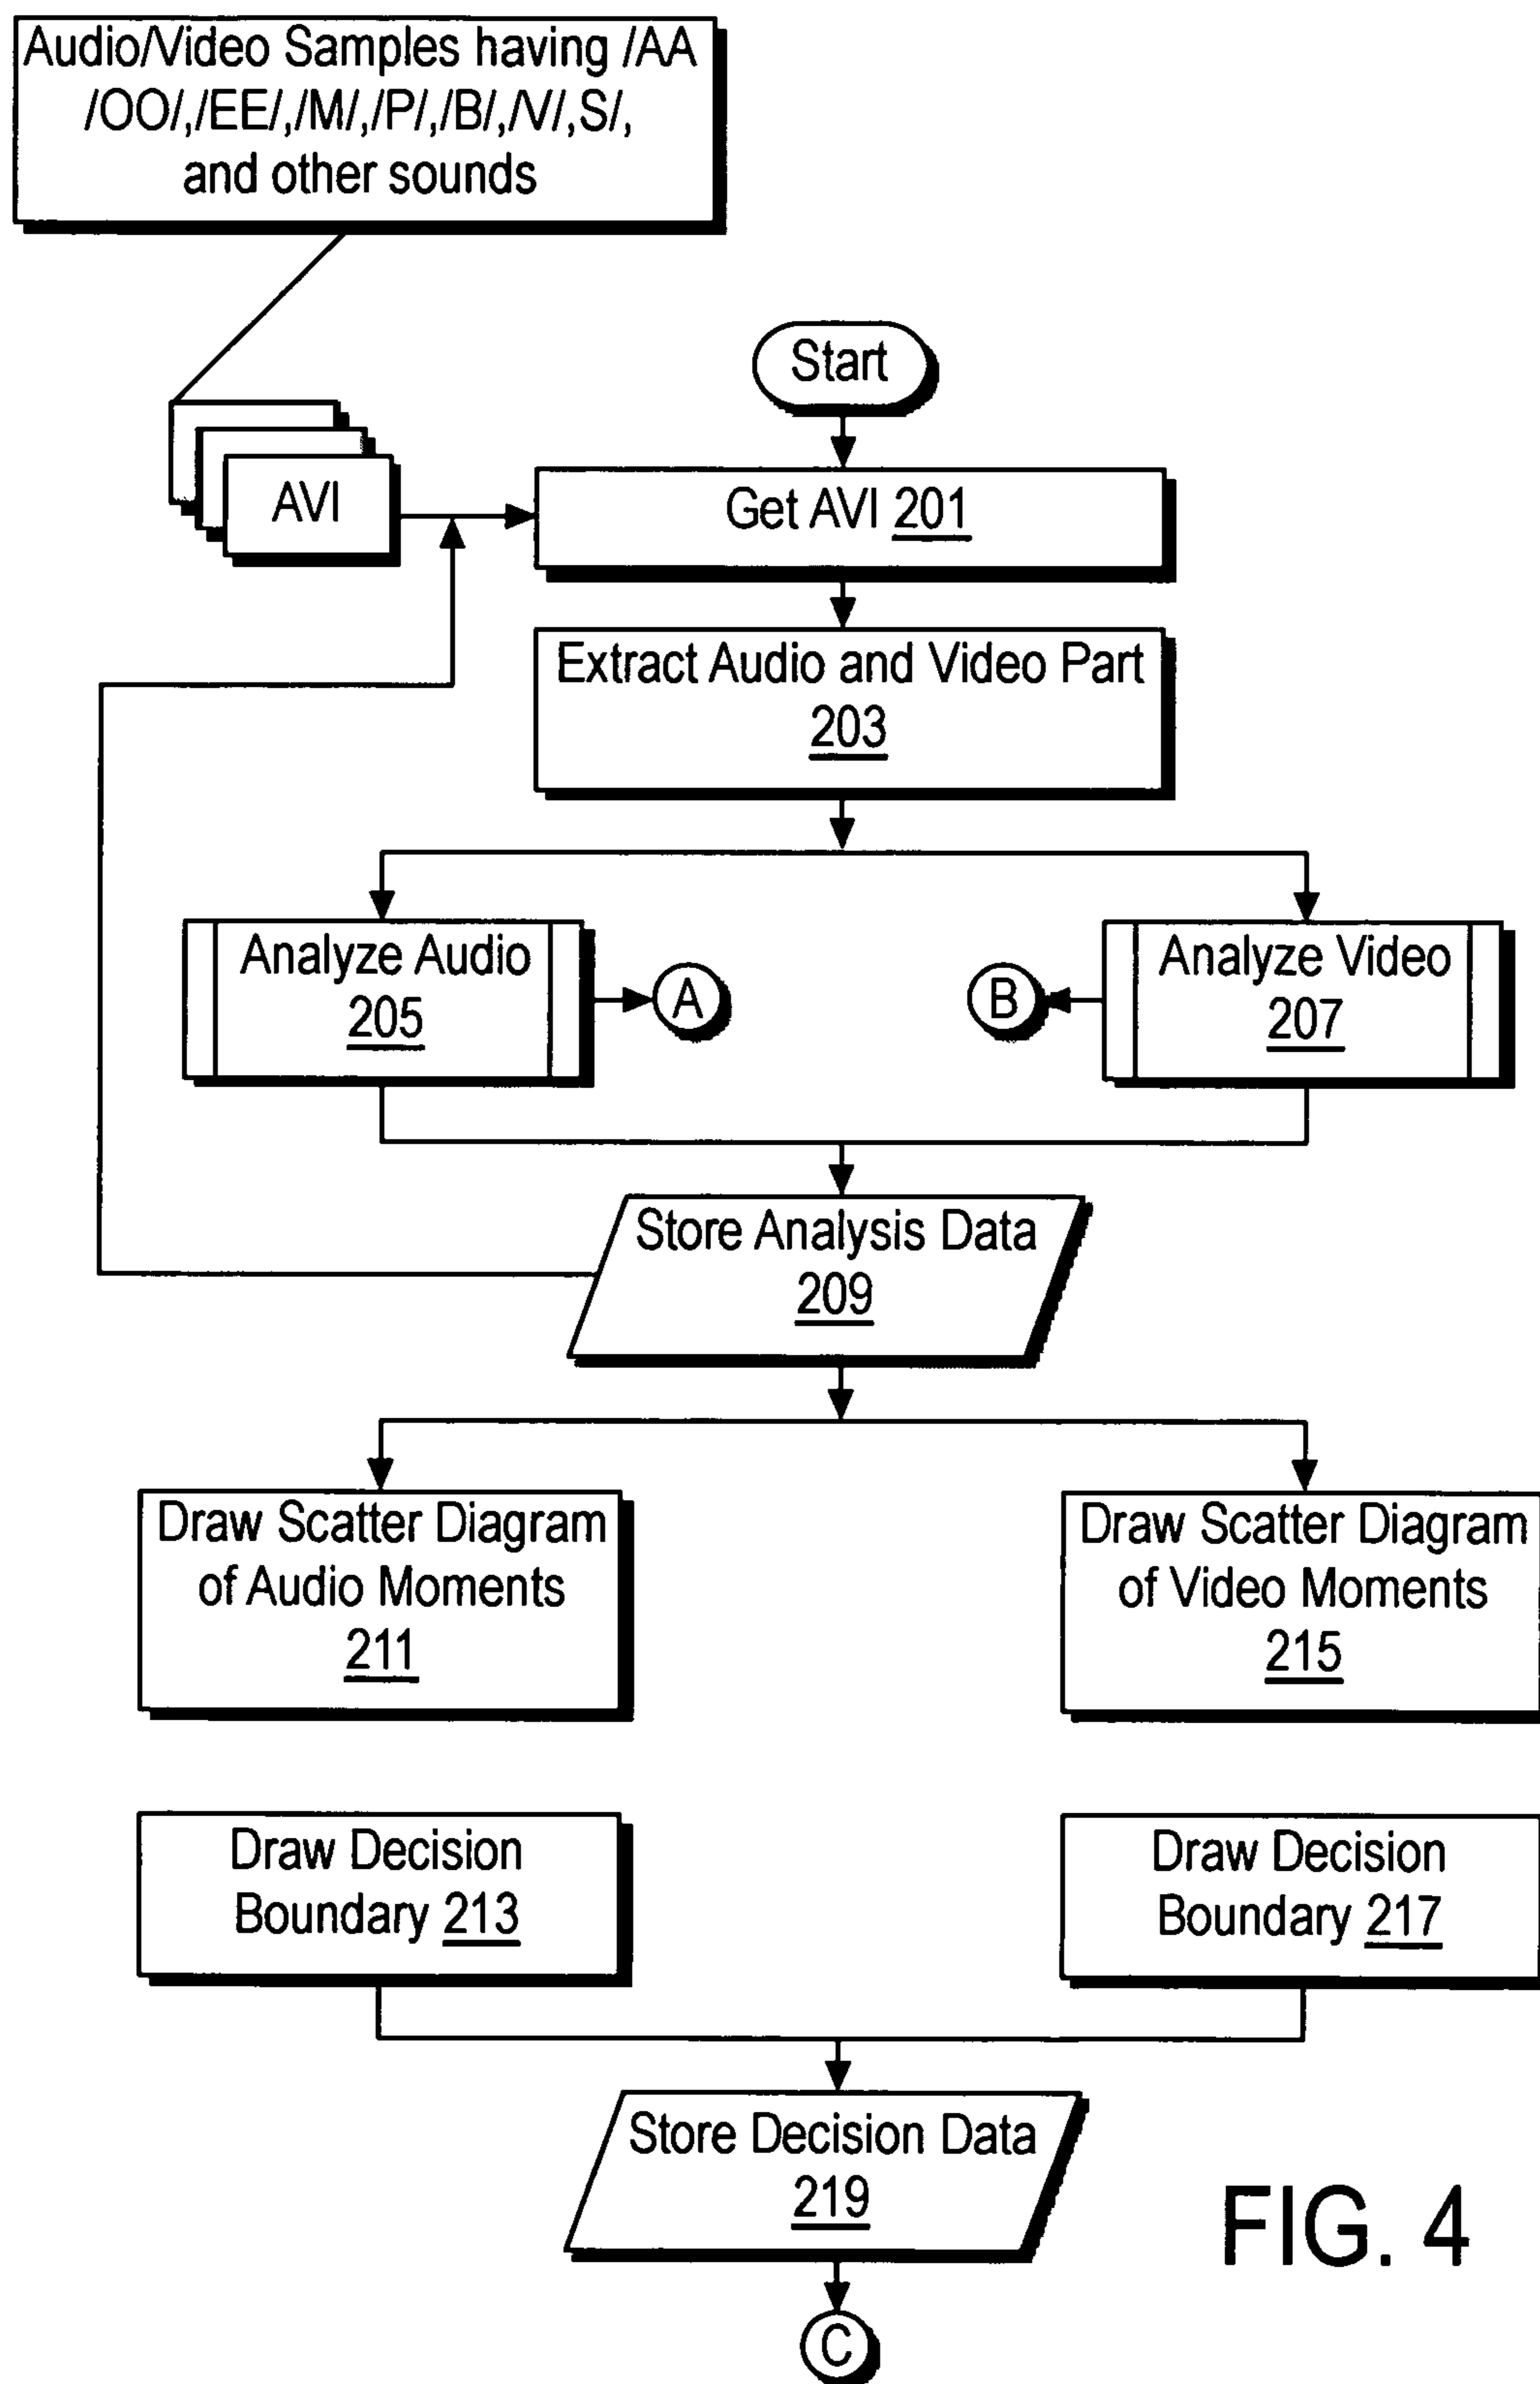 Audio/Video Samples having /AA
/OO/,/EE/,/M/,/P/,/B/,/V/,S/,
and other sounds
Start
AVI
Get AVI 201
Extract Audio and Video Part
203
Analyze Audio
205
A
B
Analyze Video
207
Store Analysis Data
209
Draw Scatter Diagram
of Audio Moments
211
Draw Scatter Diagram
of Video Moments
215
Draw Decision
Boundary 213
Draw Decision
Boundary 217
Store Decision Data
219
FIG. 4
C